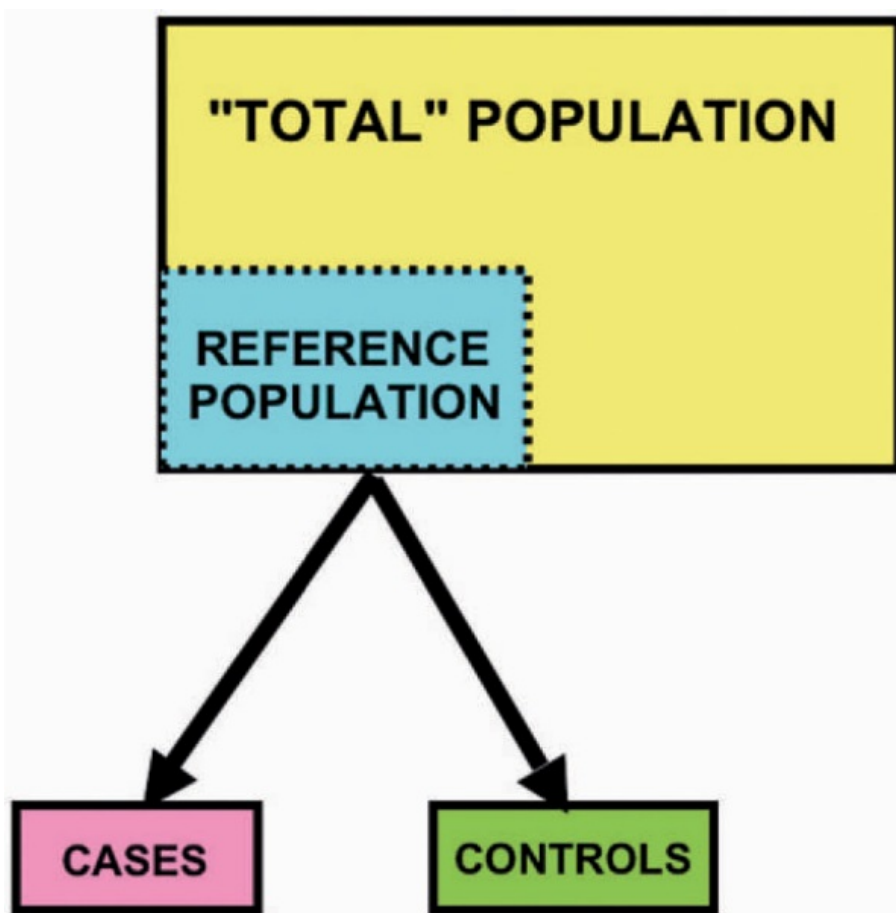 "TOTAL" POPULATION
REFERENCE
POPULATION
CASES
CONTROLS